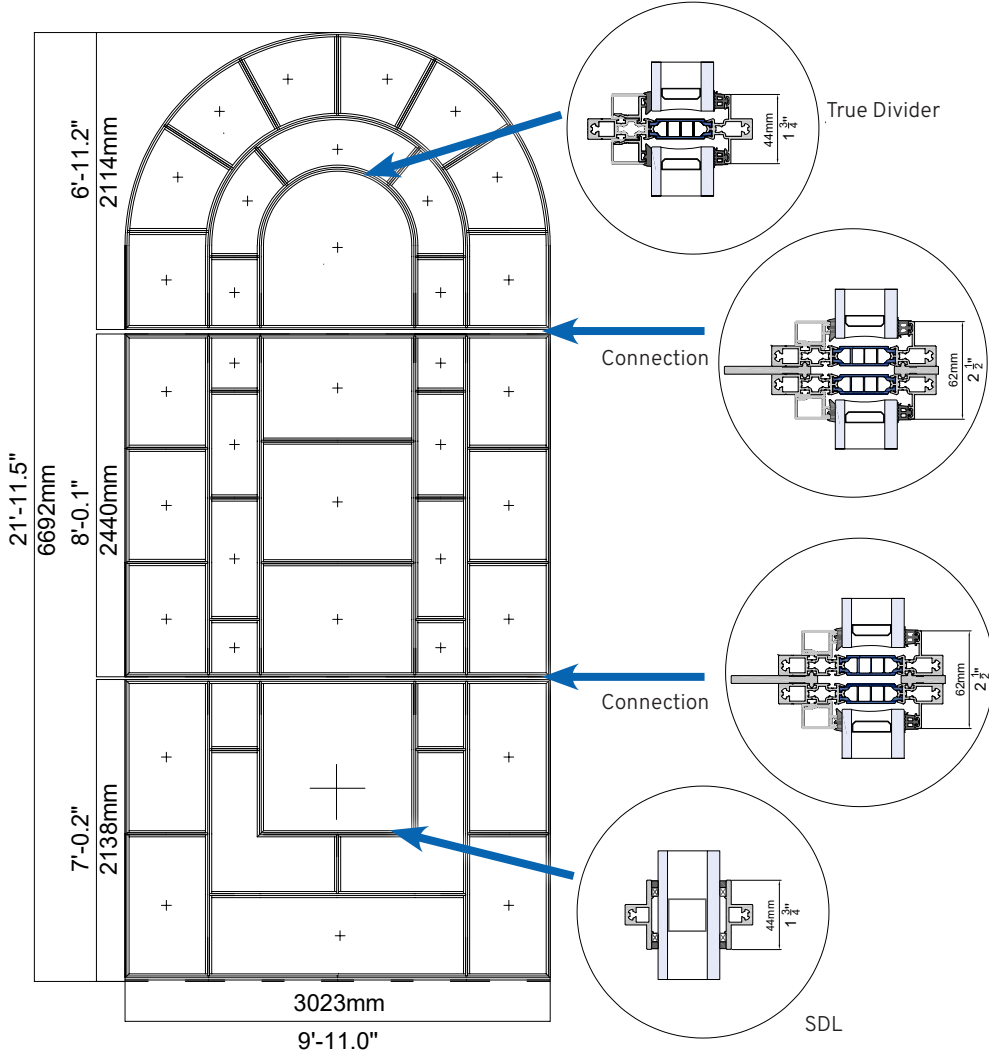 21'-11.5"
6692mm
6'-11.2"
2114mm
8'-0.1"
2440mm
7'-0.2"
2138mm
3023mm
9'-11.0"
True Divider
44mm
1 3/4"
Connection
62mm
2 1/2"
Connection
62mm
2 1/2"
44mm
1 3/4"
SDL